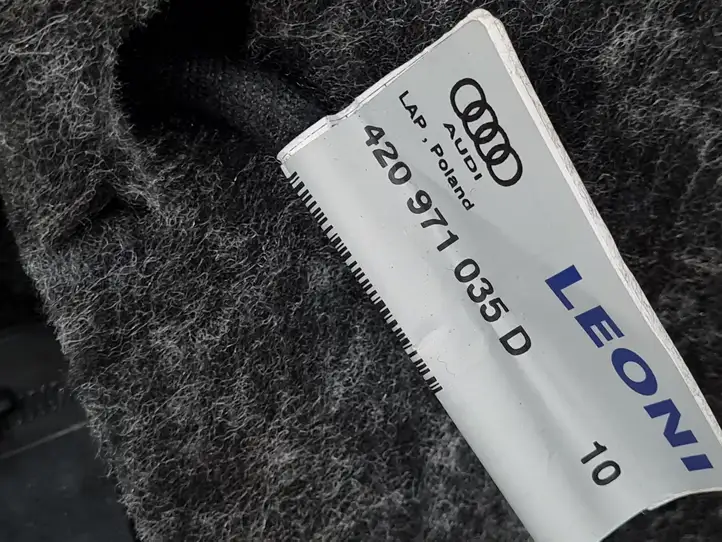 AUDI
LAP , Poland
420 971 035 D
LEONI
10